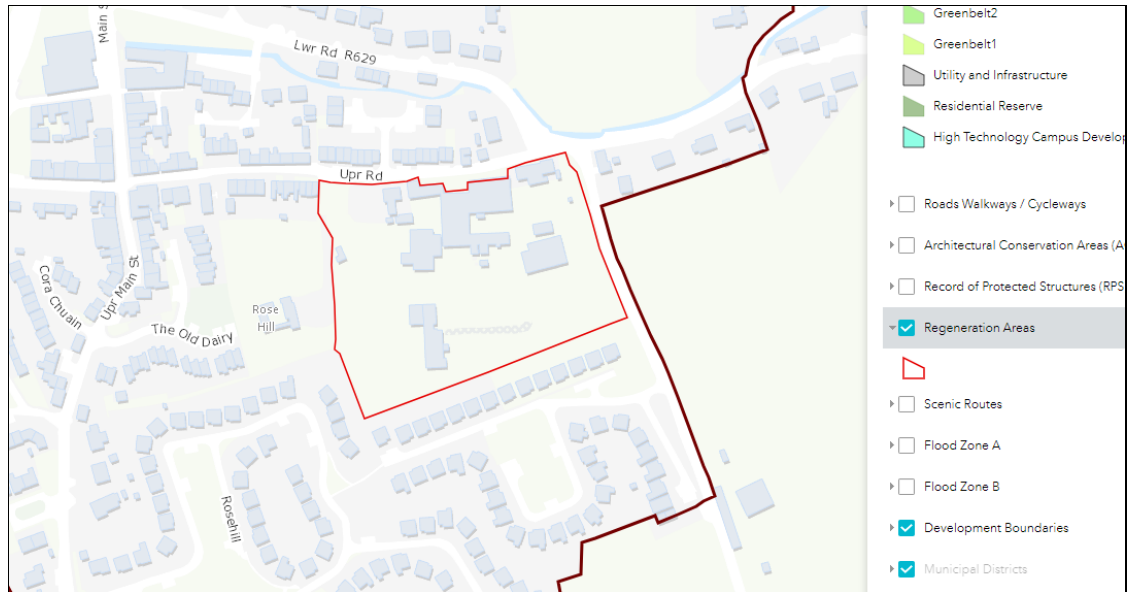 Main S
Lwr Rd R629
Upr Rd
Cora Chuain
Upr Main St
The Old Dairy
Rose
Hill
Rosehill
Greenbelt2
Greenbelt1
Utility and Infrastructure
Residential Reserve
High Technology Campus Develop
Roads Walkways / Cycleways
Architectural Conservation Areas (A
Record of Protected Structures (RPS
Regeneration Areas
Scenic Routes
Flood Zone A
Flood Zone B
Development Boundaries
Municipal Districts